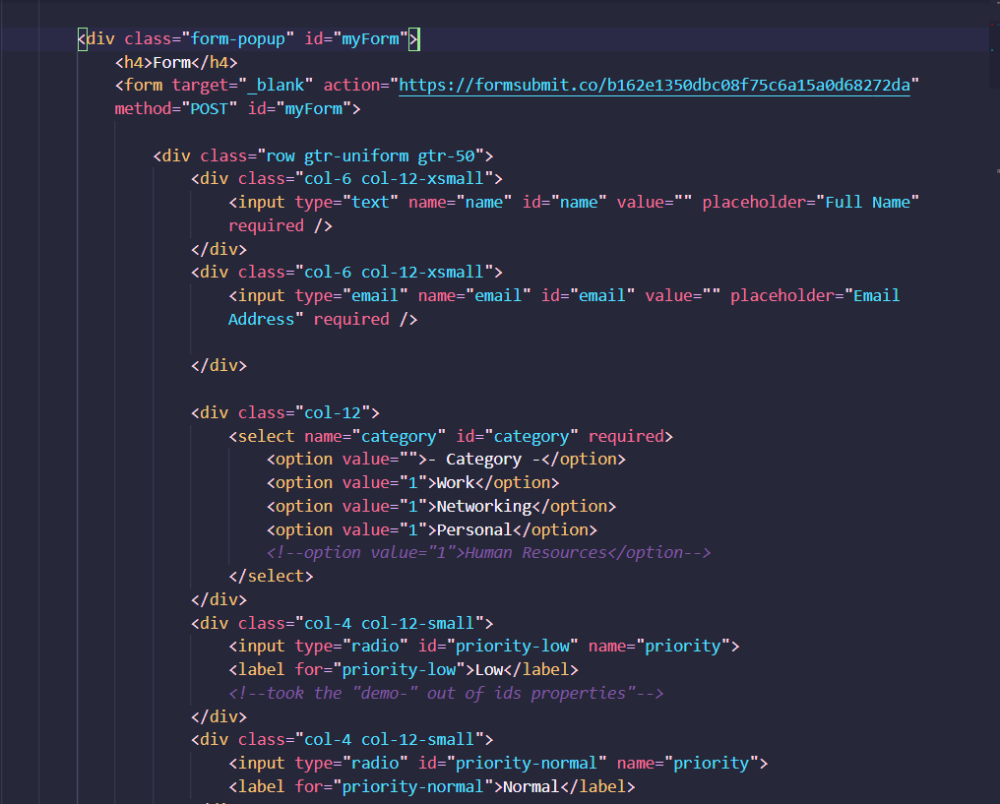 <div class="form-popup" id="myForm">
<h4>Form</h4>
<form target="_blank" action="https://formsubmit.co/b162e1350dbc08f75c6a15a0d68272da"
method="POST" id="myForm">
<div class="row gtr-uniform gtr-50">
<div class="col-6 col-12-xsmall">
<input type="text" name="name" id="name" value="" placeholder="Full Name"
required />
</div>
<div class="col-6 col-12-xsmall">
<input type="email" name="email" id="email" value="" placeholder="Email
Address" required />
</div>
<div class="col-12">
<select name="category" id="category" required>
<option value="">- Category -</option>
<option value="1">Work</option>
<option value="1">Networking</option>
<option value="1">Personal</option>
<!--option value="1">Human Resources</option-->
</select>
</div>
<div class="col-4 col-12-small">
<input type="radio" id="priority-low" name="priority">
<label for="priority-low">Low</label>
<!--took the "demo-" out of ids properties"-->
</div>
<div class="col-4 col-12-small">
<input type="radio" id="priority-normal" name="priority">
<label for="priority-normal">Normal</label>